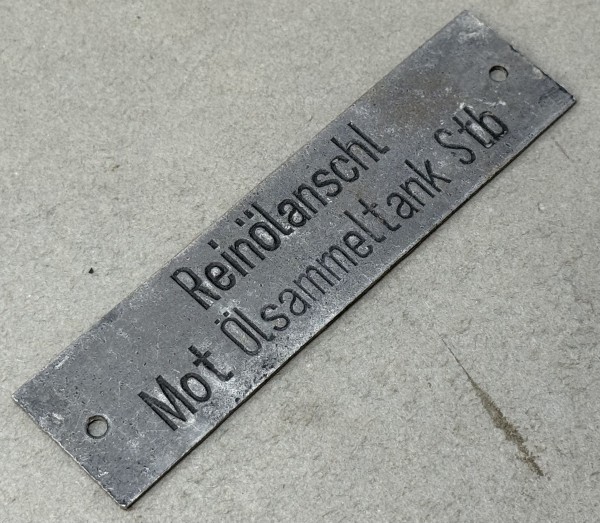 Reinölanschl
Mot Ölsammeltank Stb